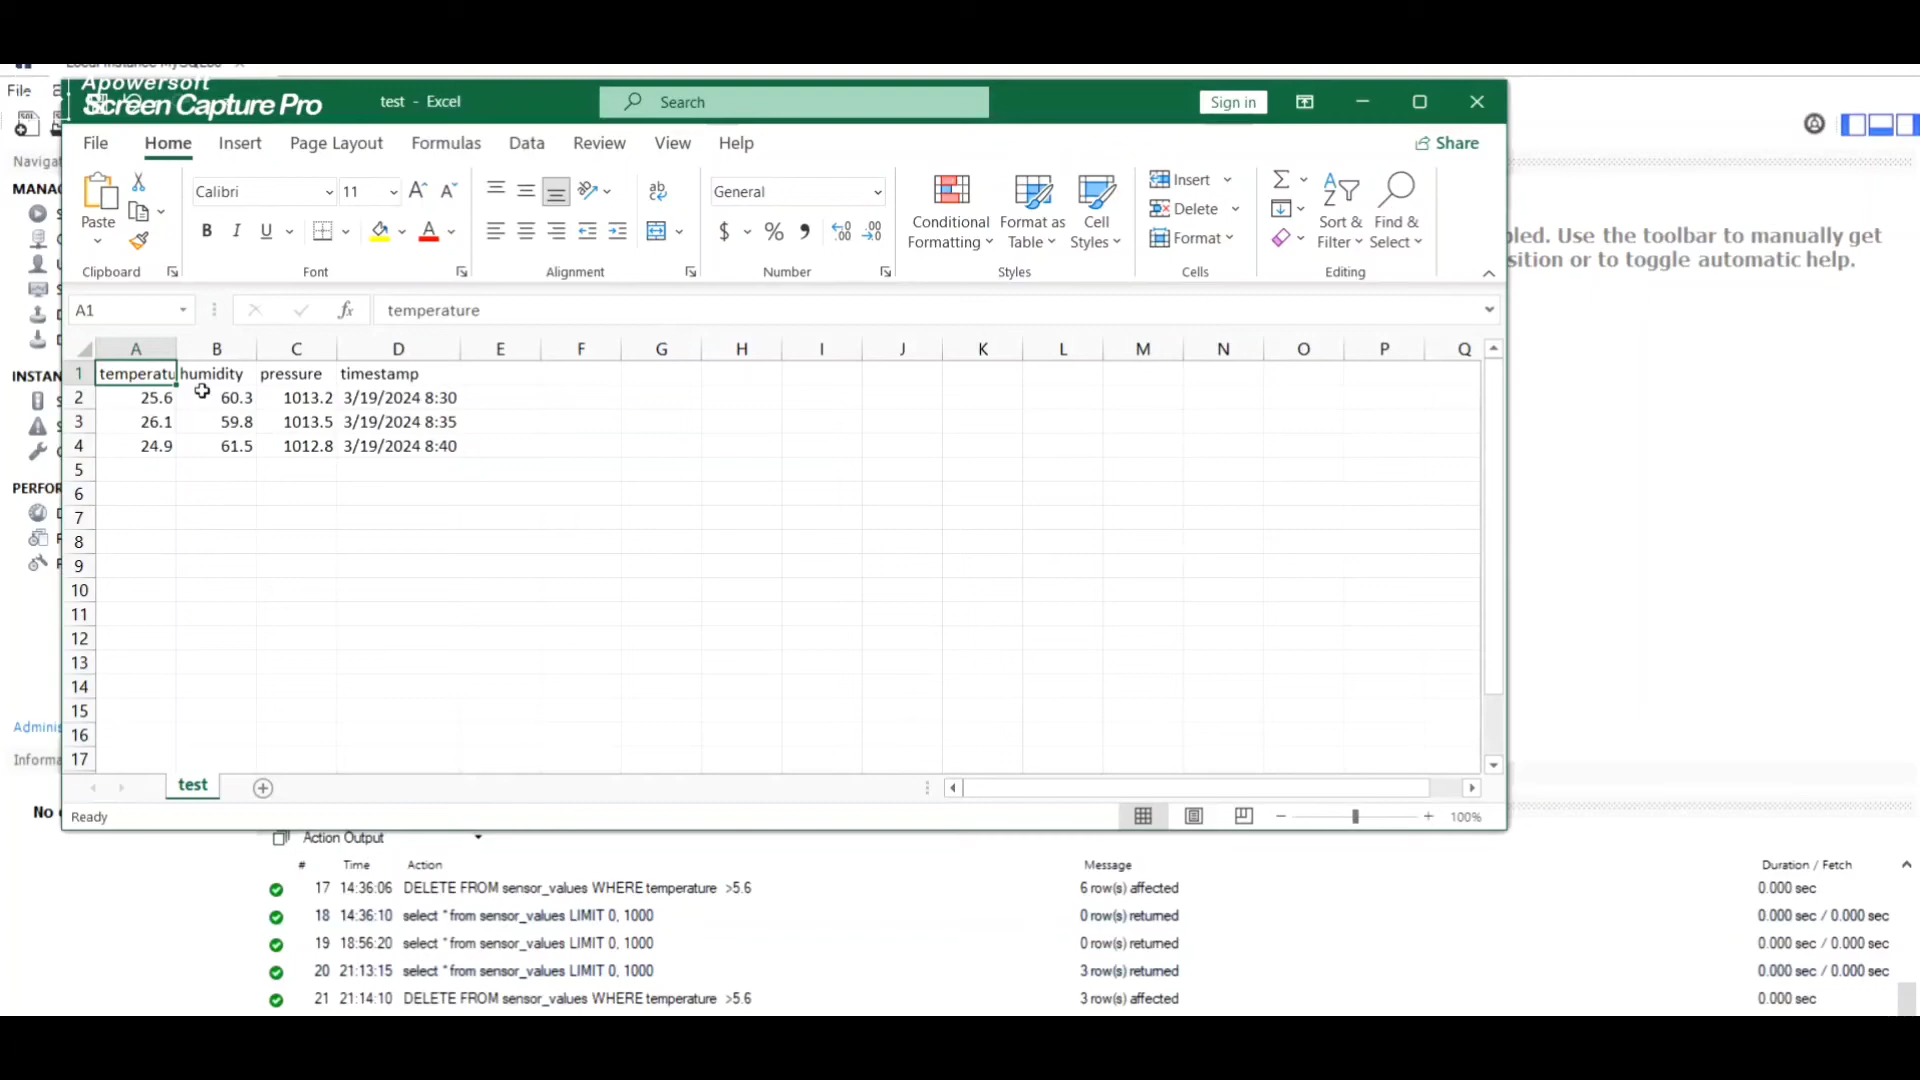 Apowersoft
Screen Capture Pro
File
test - Excel
Search
Sign in
File Home Insert Page Layout Formulas Data Review View Help
Share
Paste
Calibri
11
B I U
ab
General
$ % ,
Conditional Formatting
Format as Table
Cell Styles
Insert
Delete
Format
Sort & Filter
Find & Select
Clipboard
Font
Alignment
Number
Styles
Cells
Editing
Navigat
MANAG
INSTAN
PERFOR
Adminis
Informa
No
bled. Use the toolbar to manually get
sition or to toggle automatic help.
A1
fx
temperature
A B C D E F G H I J K L M N O P Q
1 temperatu humidity pressure timestamp
2 25.6 60.3 1013.2 3/19/2024 8:30
3 26.1 59.8 1013.5 3/19/2024 8:35
4 24.9 61.5 1012.8 3/19/2024 8:40
5
6
7
8
9
10
11
12
13
14
15
16
17
test
Ready
100%
Action Output
# Time Action Message Duration / Fetch
17 14:36:06 DELETE FROM sensor_values WHERE temperature >5.6 6 row(s) affected 0.000 sec
18 14:36:10 select * from sensor_values LIMIT 0, 1000 0 row(s) returned 0.000 sec / 0.000 sec
19 18:56:20 select * from sensor_values LIMIT 0, 1000 0 row(s) returned 0.000 sec / 0.000 sec
20 21:13:15 select * from sensor_values LIMIT 0, 1000 3 row(s) returned 0.000 sec / 0.000 sec
21 21:14:10 DELETE FROM sensor_values WHERE temperature >5.6 3 row(s) affected 0.000 sec